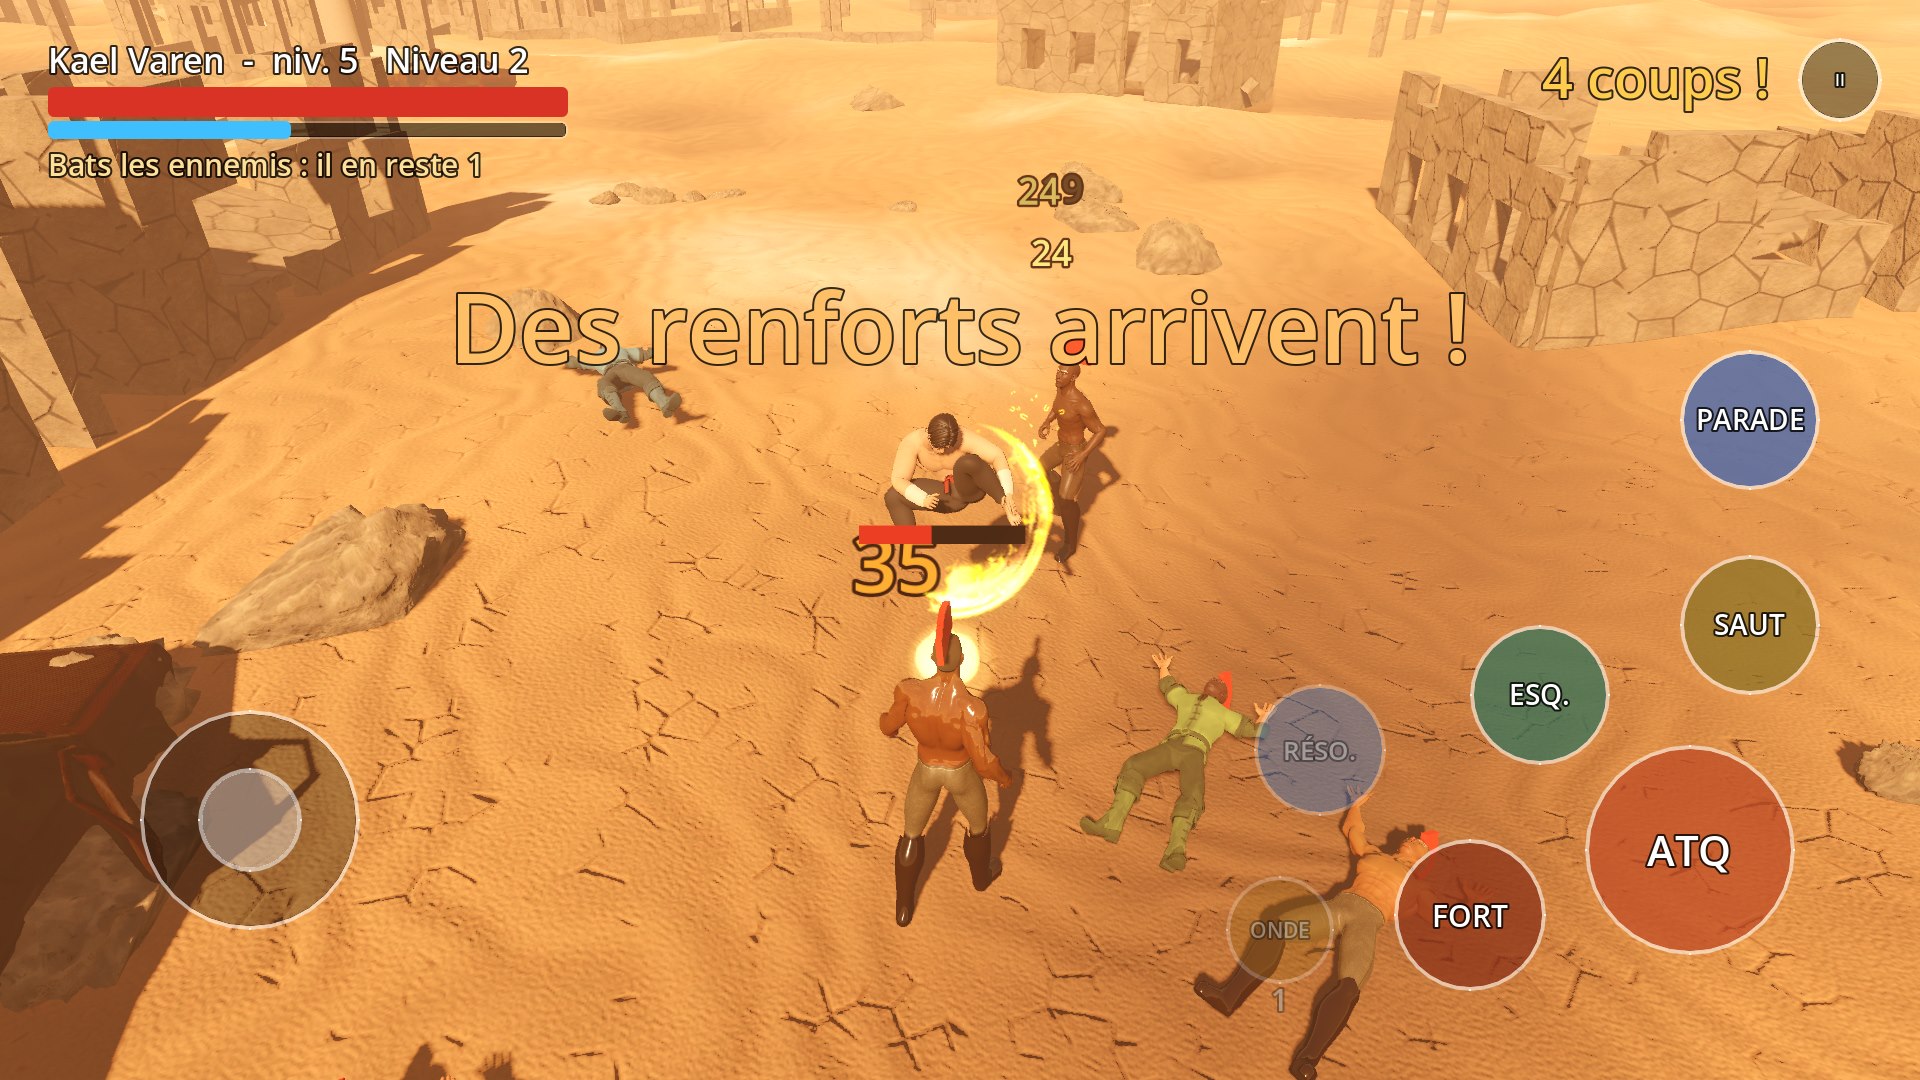 Kael Varen - niv. 5 Niveau 2
4 coups !
II
Bats les ennemis : il en reste 1
249
24
Des renforts arrivent !
PARADE
35
SAUT
ESQ.
RÉSO.
ATQ
FORT
ONDE
1